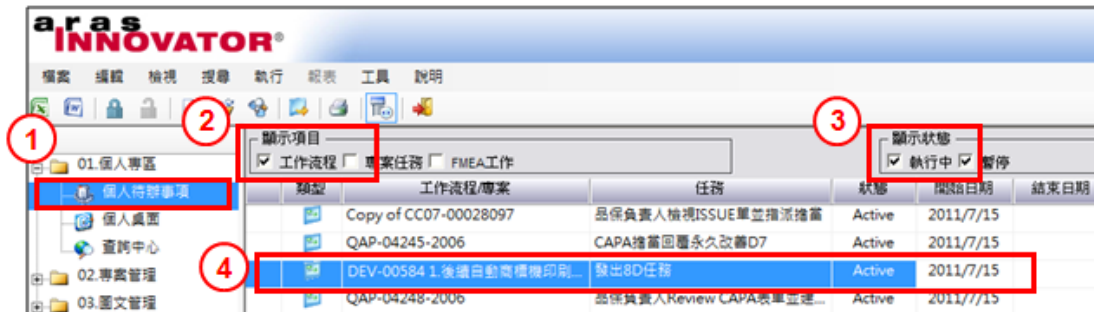 aras
INNOVATOR®
檔案 編輯 檢視 搜尋 執行 報表 工具 說明
1
2
3
顯示項目
顯示狀態
工作流程 專案任務 FMEA工作
執行中 暫停
01.個人專區
個人待辦事項
個人桌面
查詢中心
02.專案管理
03.圖文管理
類型 工作流程/專案 任務 狀態 開始日期 結束日期
Copy of CC07-00028097 品保負責人檢視ISSUE單並指派擔當 Active 2011/7/15
QAP-04245-2006 CAPA擔當回覆永久改善D7 Active 2011/7/15
4
DEV-00584 1.後續自動商標機印刷... 發出8D任務 Active 2011/7/15
QAP-04248-2006 品保負責人Review CAPA表單並建... Active 2011/7/15